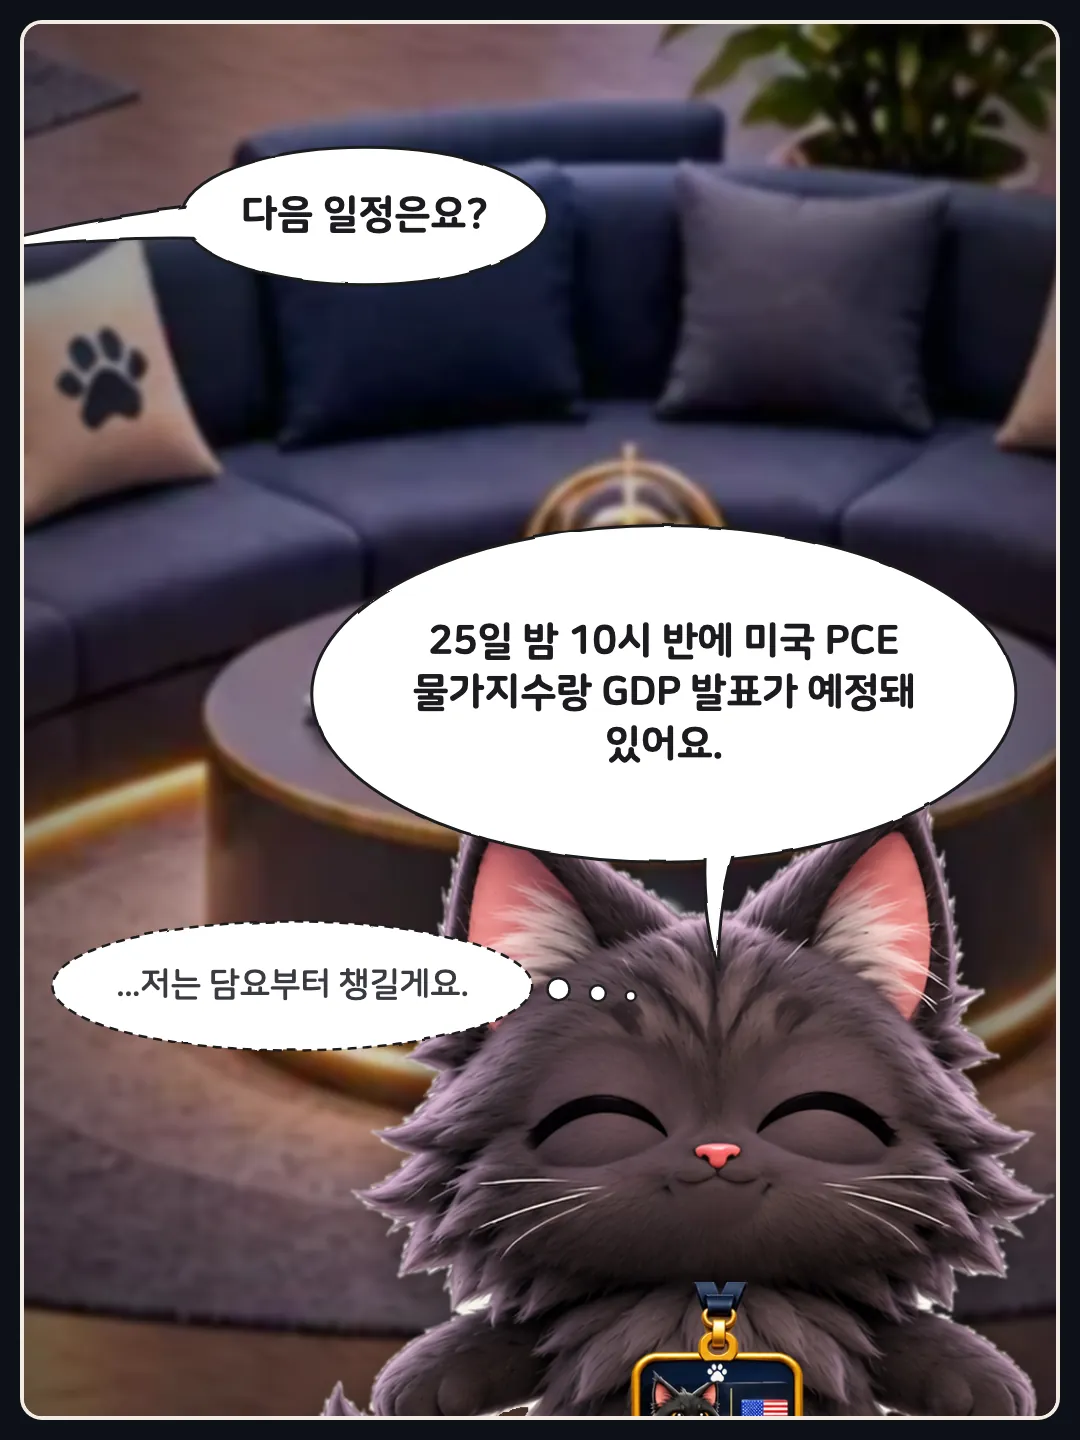 다음 일정은요?
25일 밤 10시 반에 미국 PCE
물가지수랑 GDP 발표가 예정돼
있어요.
...저는 담요부터 챙길게요.